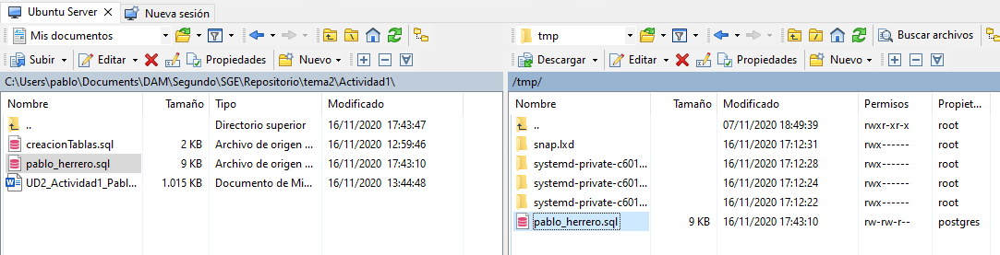 Ubuntu Server X Nueva sesión
Mis documentos tmp Buscar archivos
Subir Editar Propiedades Nuevo Descargar Editar Propiedades Nuevo
C:\Users\pablo\Documents\DAM\Segundo\SGE\Repositorio\tema2\Actividad1\ /tmp/
Nombre Tamaño Tipo Modificado Nombre Tamaño Modificado Permisos Propiet...
.. Directorio superior 16/11/2020 17:43:47 .. 07/11/2020 18:49:39 rwxr-xr-x root
creacionTablas.sql 2 KB Archivo de origen ... 16/11/2020 12:59:46 snap.lxd 16/11/2020 17:12:31 rwx------ root
pablo_herrero.sql 9 KB Archivo de origen ... 16/11/2020 17:43:10 systemd-private-c601... 16/11/2020 17:12:28 rwx------ root
UD2_Actividad1_Pabl... 1.015 KB Documento de Mi... 16/11/2020 13:44:48 systemd-private-c601... 16/11/2020 17:12:24 rwx------ root
systemd-private-c601... 16/11/2020 17:12:22 rwx------ root
pablo_herrero.sql 9 KB 16/11/2020 17:43:10 rw-rw-r-- postgres